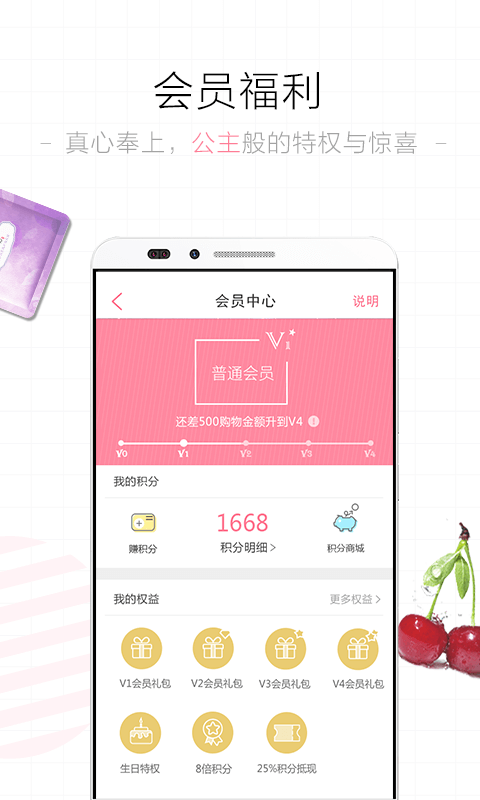 会员福利
- 真心奉上，公主般的特权与惊喜 -
会员中心 说明
V1
普通会员
还差500购物金额升到V4
V0 V1 V2 V3 V4
我的积分
1668
赚积分 积分明细 积分商城
我的权益 更多权益
V1会员礼包 V2会员礼包 V3会员礼包 V4会员礼包
生日特权 8倍积分 25%积分抵现